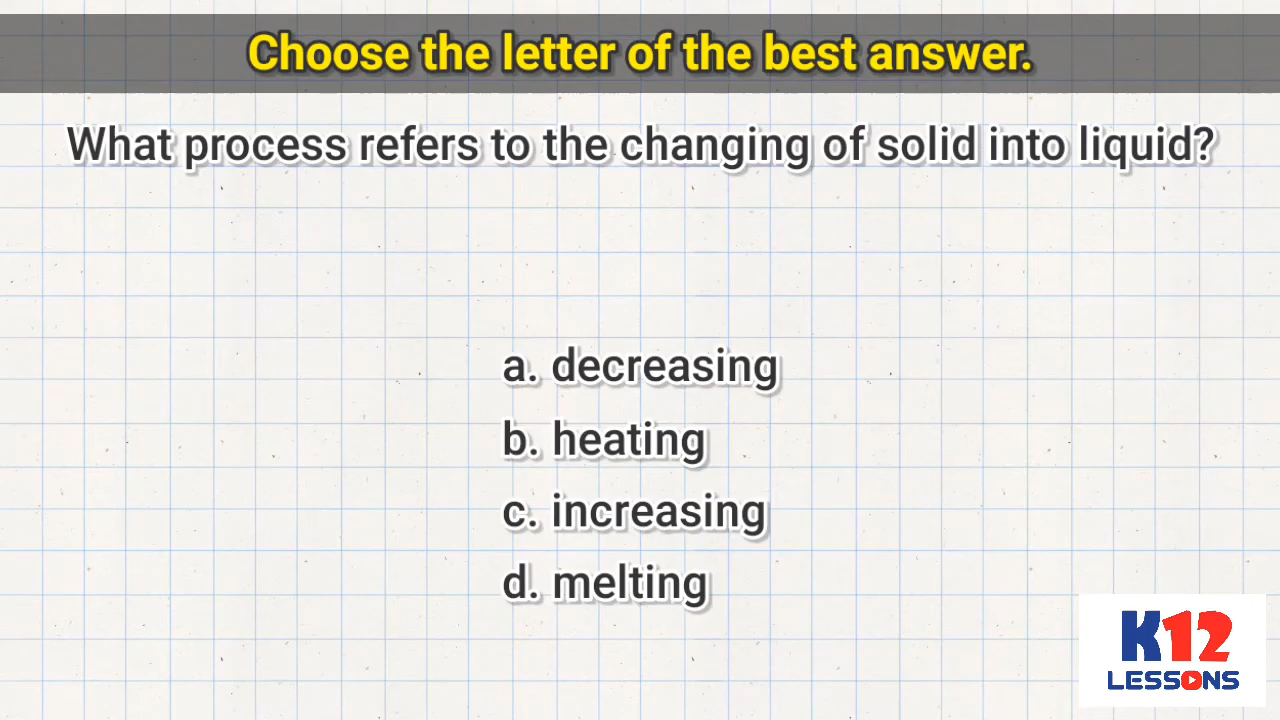 Choose the letter of the best answer.
What process refers to the changing of solid into liquid?
a. decreasing
b. heating
c. increasing
d. melting
K12
LESSONS